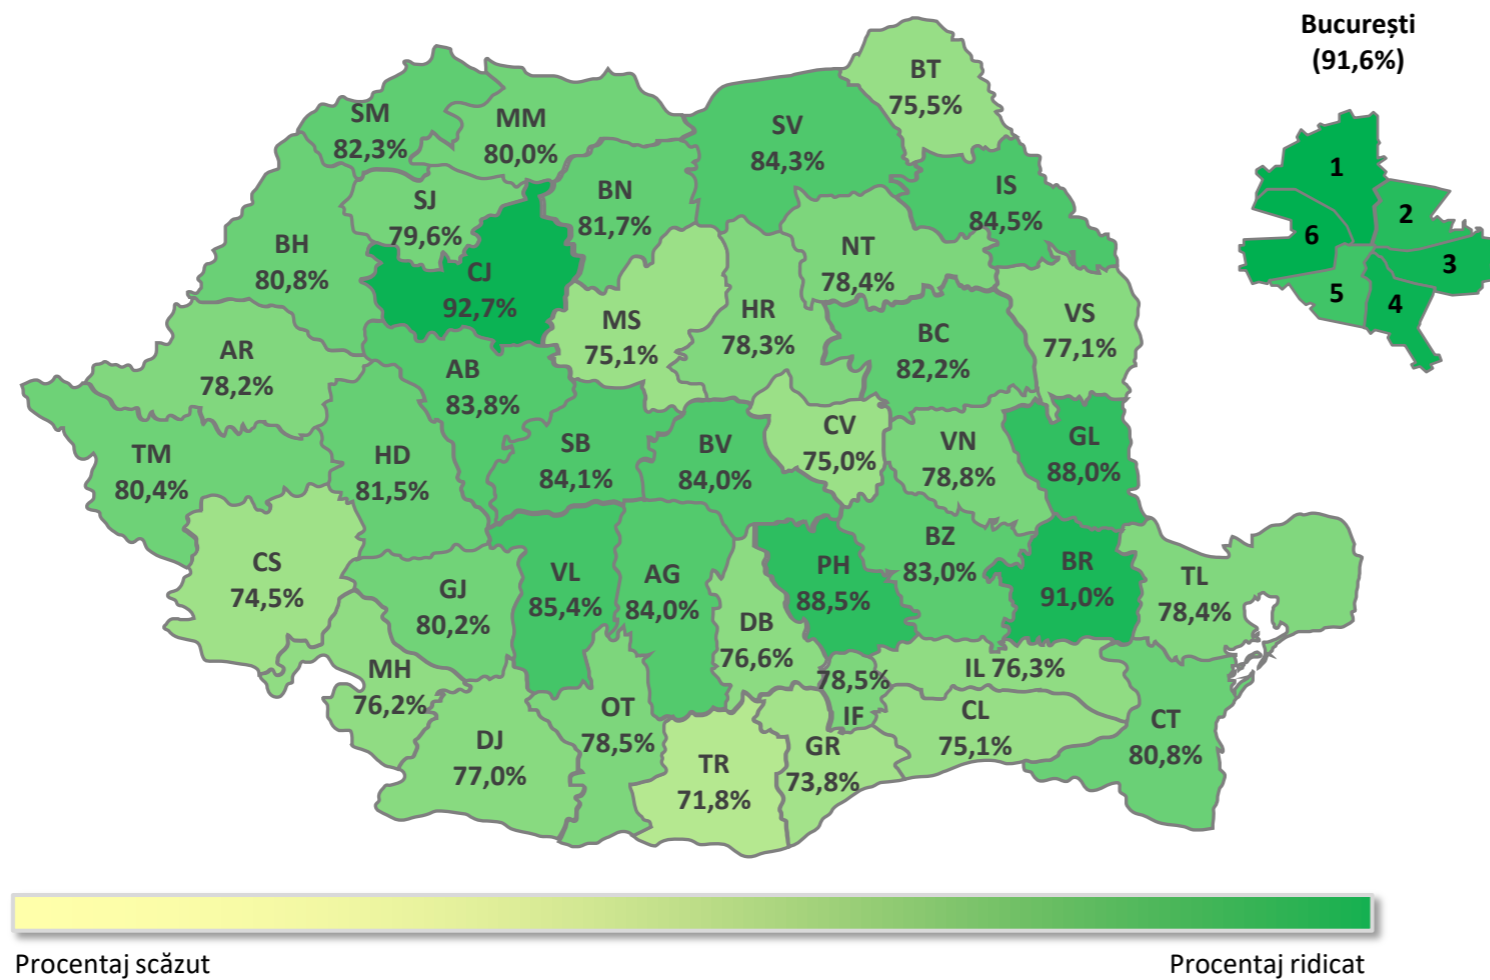 București
(91,6%)
1
2
3
4
5
6
BT
75,5%
SM
82,3%
MM
80,0%
SV
84,3%
IS
84,5%
BN
81,7%
SJ
79,6%
BH
80,8%
CJ
92,7%
NT
78,4%
MS
75,1%
HR
78,3%
BC
82,2%
VS
77,1%
AR
78,2%
AB
83,8%
TM
80,4%
HD
81,5%
SB
84,1%
BV
84,0%
CV
75,0%
VN
78,8%
GL
88,0%
CS
74,5%
GJ
80,2%
VL
85,4%
AG
84,0%
DB
76,6%
PH
88,5%
BZ
83,0%
BR
91,0%
TL
78,4%
MH
76,2%
DJ
77,0%
OT
78,5%
TR
71,8%
GR
73,8%
78,5%
IF
IL 76,3%
CL
75,1%
CT
80,8%
Procentaj scăzut
Procentaj ridicat